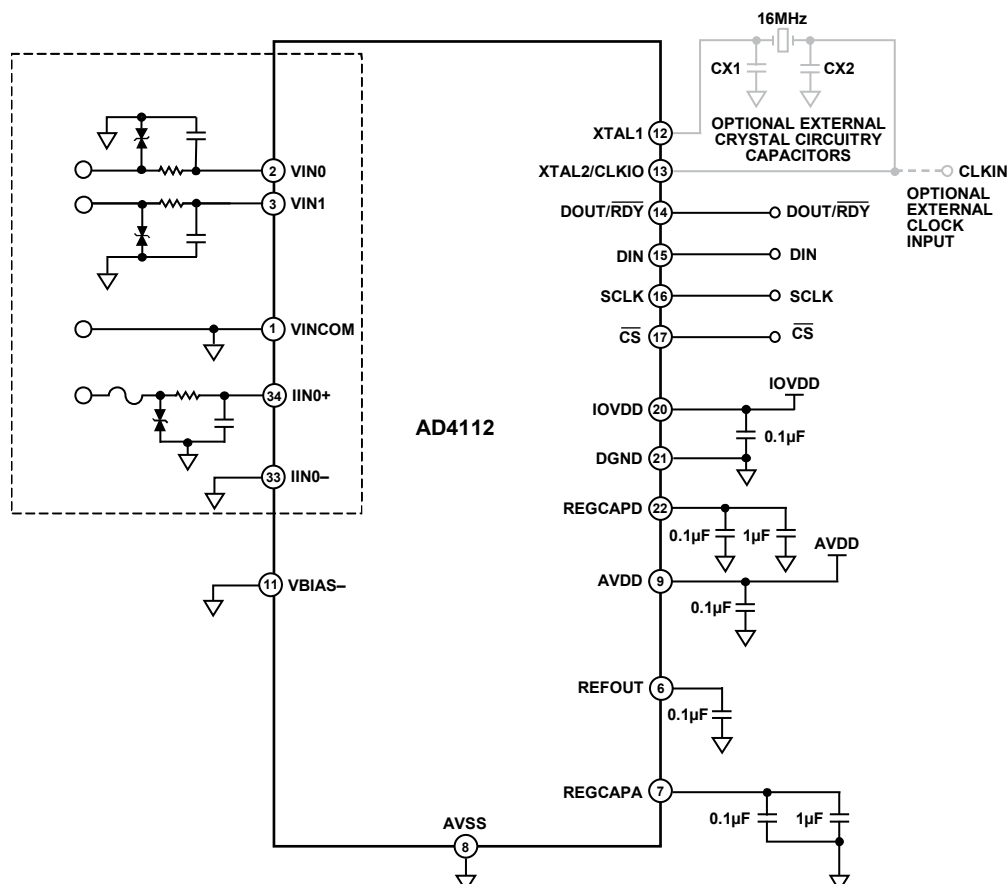 16MHz
CX1
CX2
OPTIONAL EXTERNAL
CRYSTAL CIRCUITRY
CAPACITORS
XTAL1 12
XTAL2/CLKIO 13
CLKIN
OPTIONAL
EXTERNAL
CLOCK
INPUT
2 VIN0
3 VIN1
DOUT/RDY 14 DOUT/RDY
DIN 15 DIN
SCLK 16 SCLK
CS 17 CS
1 VINCOM
34 IIN0+
33 IIN0–
AD4112
IOVDD
IOVDD 20
0.1µF
DGND 21
REGCAPD 22
0.1µF 1µF
AVDD
AVDD 9
0.1µF
11 VBIAS–
REFOUT 6
0.1µF
REGCAPA 7
0.1µF 1µF
AVSS
8